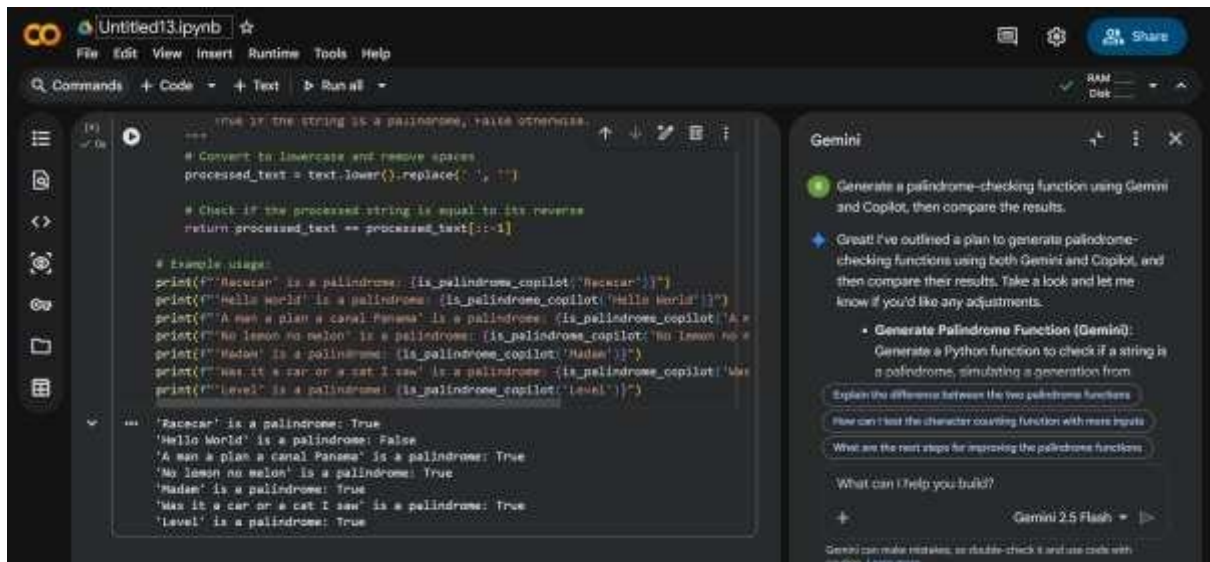 CO
Untitled13.ipynb
File Edit View Insert Runtime Tools Help
Share
Commands + Code + Text Run all
RAM
Disk
True if the string is a palindrome, False otherwise.
"""
# Convert to lowercase and remove spaces
processed_text = text.lower().replace(' ', '')
# Check if the processed string is equal to its reverse
return processed_text == processed_text[::-1]
# Example usage:
print(f"'Racecar' is a palindrome: {is_palindrome_copilot('Racecar')}")
print(f"'Hello World' is a palindrome: {is_palindrome_copilot('Hello World')}")
print(f"'A man a plan a canal Panama' is a palindrome: {is_palindrome_copilot('A m
print(f"'No lemon no melon' is a palindrome: {is_palindrome_copilot('No lemon no m
print(f"'Madam' is a palindrome: {is_palindrome_copilot('Madam')}")
print(f"'Was it a car or a cat I saw' is a palindrome: {is_palindrome_copilot('Was
print(f"'Level' is a palindrome: {is_palindrome_copilot('Level')}")
'Racecar' is a palindrome: True
'Hello World' is a palindrome: False
'A man a plan a canal Panama' is a palindrome: True
'No lemon no melon' is a palindrome: True
'Madam' is a palindrome: True
'Was it a car or a cat I saw' is a palindrome: True
'Level' is a palindrome: True
Gemini
Generate a palindrome-checking function using Gemini
and Copilot, then compare the results.
Great! I've outlined a plan to generate palindrome-
checking functions using both Gemini and Copilot, and
then compare their results. Take a look and let me
know if you'd like any adjustments.
• Generate Palindrome Function (Gemini):
Generate a Python function to check if a string is
a palindrome, simulating a generation from
Explain the difference between the two palindrome functions
How can I test the character counting function with more inputs
What are the next steps for improving the palindrome functions
What can I help you build?
Gemini 2.5 Flash
Gemini can make mistakes, so double-check it and use code with